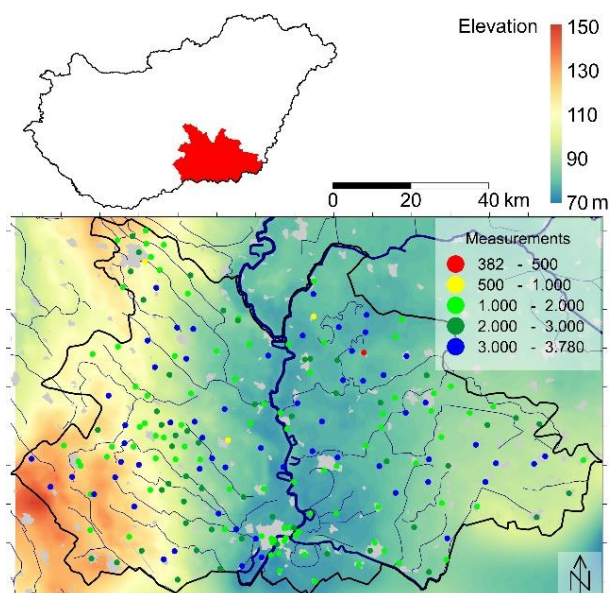 Elevation
150
130
110
90
70 m
0 20 40 km
Measurements
382 - 500
500 - 1.000
1.000 - 2.000
2.000 - 3.000
3.000 - 3.780
N